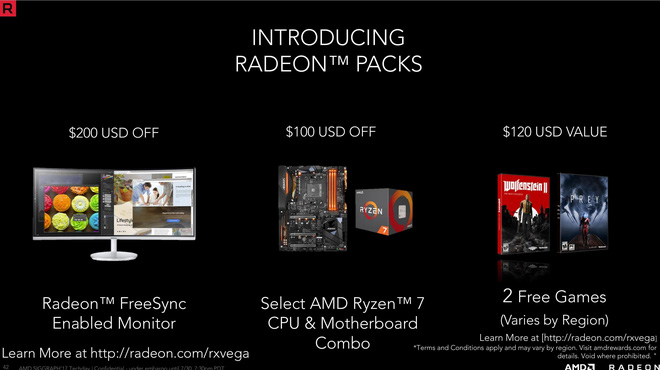 R
INTRODUCING
RADEON™ PACKS
$200 USD OFF
$100 USD OFF
$120 USD VALUE
Lifestyle
RYZEN
7
Wolfenstein II
PREY
Radeon™ FreeSync
Enabled Monitor
Select AMD Ryzen™ 7
CPU & Motherboard
Combo
2 Free Games
(Varies by Region)
Learn More at http://radeon.com/rxvega
Learn More at [http://radeon.com/rxvega)
*Terms and Conditions apply and may vary by region. Visit amdrewards.com for
details. Void where prohibited. "
42 AMD SIGGRAPH'17 Techday | Confidential - under embargo until 7/30, 7:30pm PDT
AMD RADEON